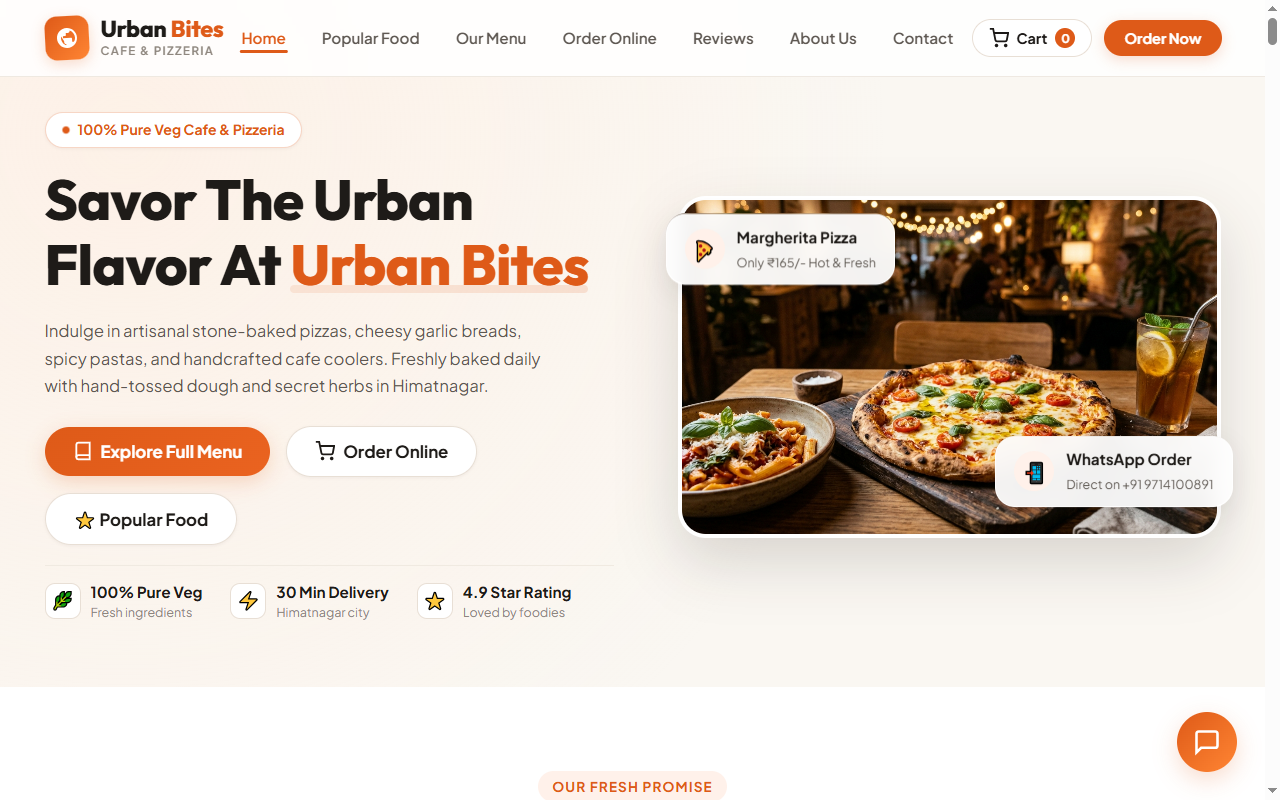 Urban Bites
CAFE & PIZZERIA
Home
Popular Food
Our Menu
Order Online
Reviews
About Us
Contact
Cart 0
Order Now
100% Pure Veg Cafe & Pizzeria
Savor The Urban
Flavor At Urban Bites
Indulge in artisanal stone-baked pizzas, cheesy garlic breads,
spicy pastas, and handcrafted cafe coolers. Freshly baked daily
with hand-tossed dough and secret herbs in Himatnagar.
Explore Full Menu
Order Online
Popular Food
100% Pure Veg
Fresh ingredients
30 Min Delivery
Himatnagar city
4.9 Star Rating
Loved by foodies
Margherita Pizza
Only ₹165/- Hot & Fresh
WhatsApp Order
Direct on +91 9714100891
OUR FRESH PROMISE